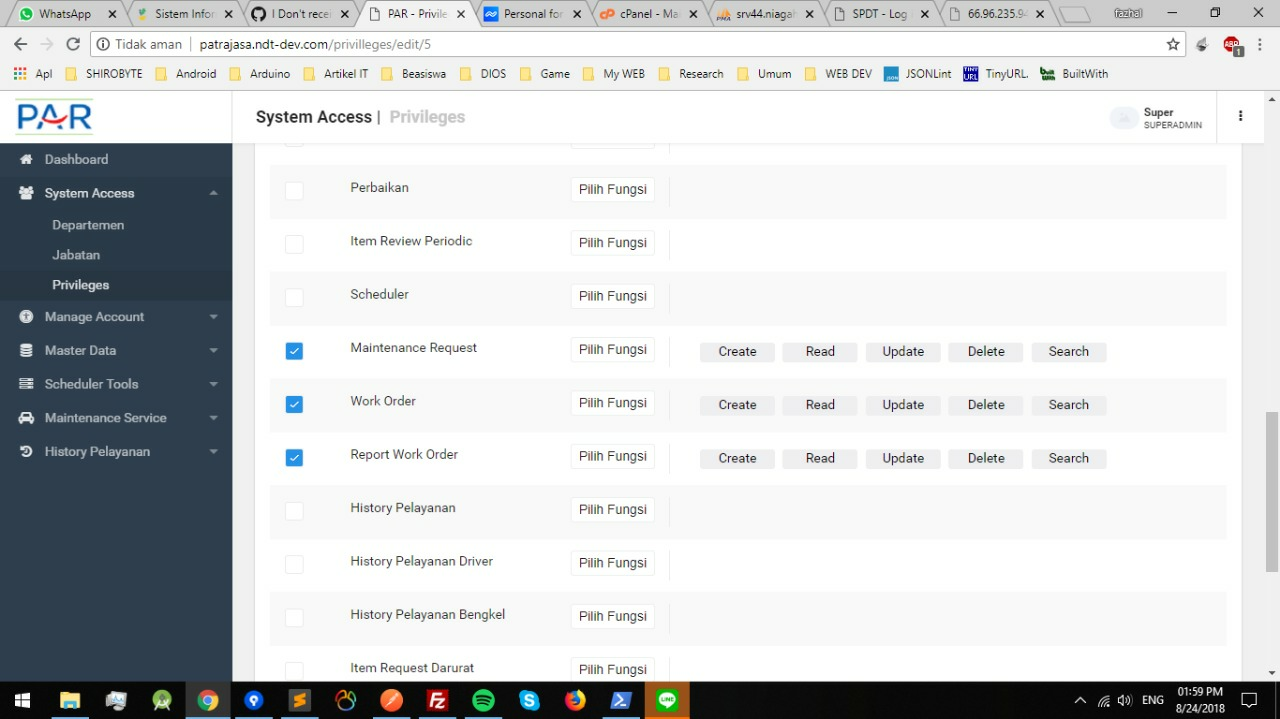 WhatsApp
Sistem Infor
I Don't rece
PAR - Privile
Personal for
cPanel - Ma
srv44.niagah
SPDT - Log
66.96.235.94
fazhal
Tidak aman
patrajasa.ndt-dev.com/privilleges/edit/5
ABP
1
Apl
SHIROBYTE
Android
Arduino
Artikel IT
Beasiswa
DIOS
Game
My WEB
Research
Umum
WEB DEV
JSONLint
TinyURL.
BuiltWith
PAR
System Access | Privileges
Super
SUPERADMIN
Dashboard
System Access
Departemen
Jabatan
Privileges
Manage Account
Master Data
Scheduler Tools
Maintenance Service
History Pelayanan
Perbaikan Pilih Fungsi
Item Review Periodic Pilih Fungsi
Scheduler Pilih Fungsi
Maintenance Request Pilih Fungsi Create Read Update Delete Search
Work Order Pilih Fungsi Create Read Update Delete Search
Report Work Order Pilih Fungsi Create Read Update Delete Search
History Pelayanan Pilih Fungsi
History Pelayanan Driver Pilih Fungsi
History Pelayanan Bengkel Pilih Fungsi
Item Request Darurat Pilih Fungsi
ENG
01:59 PM
8/24/2018